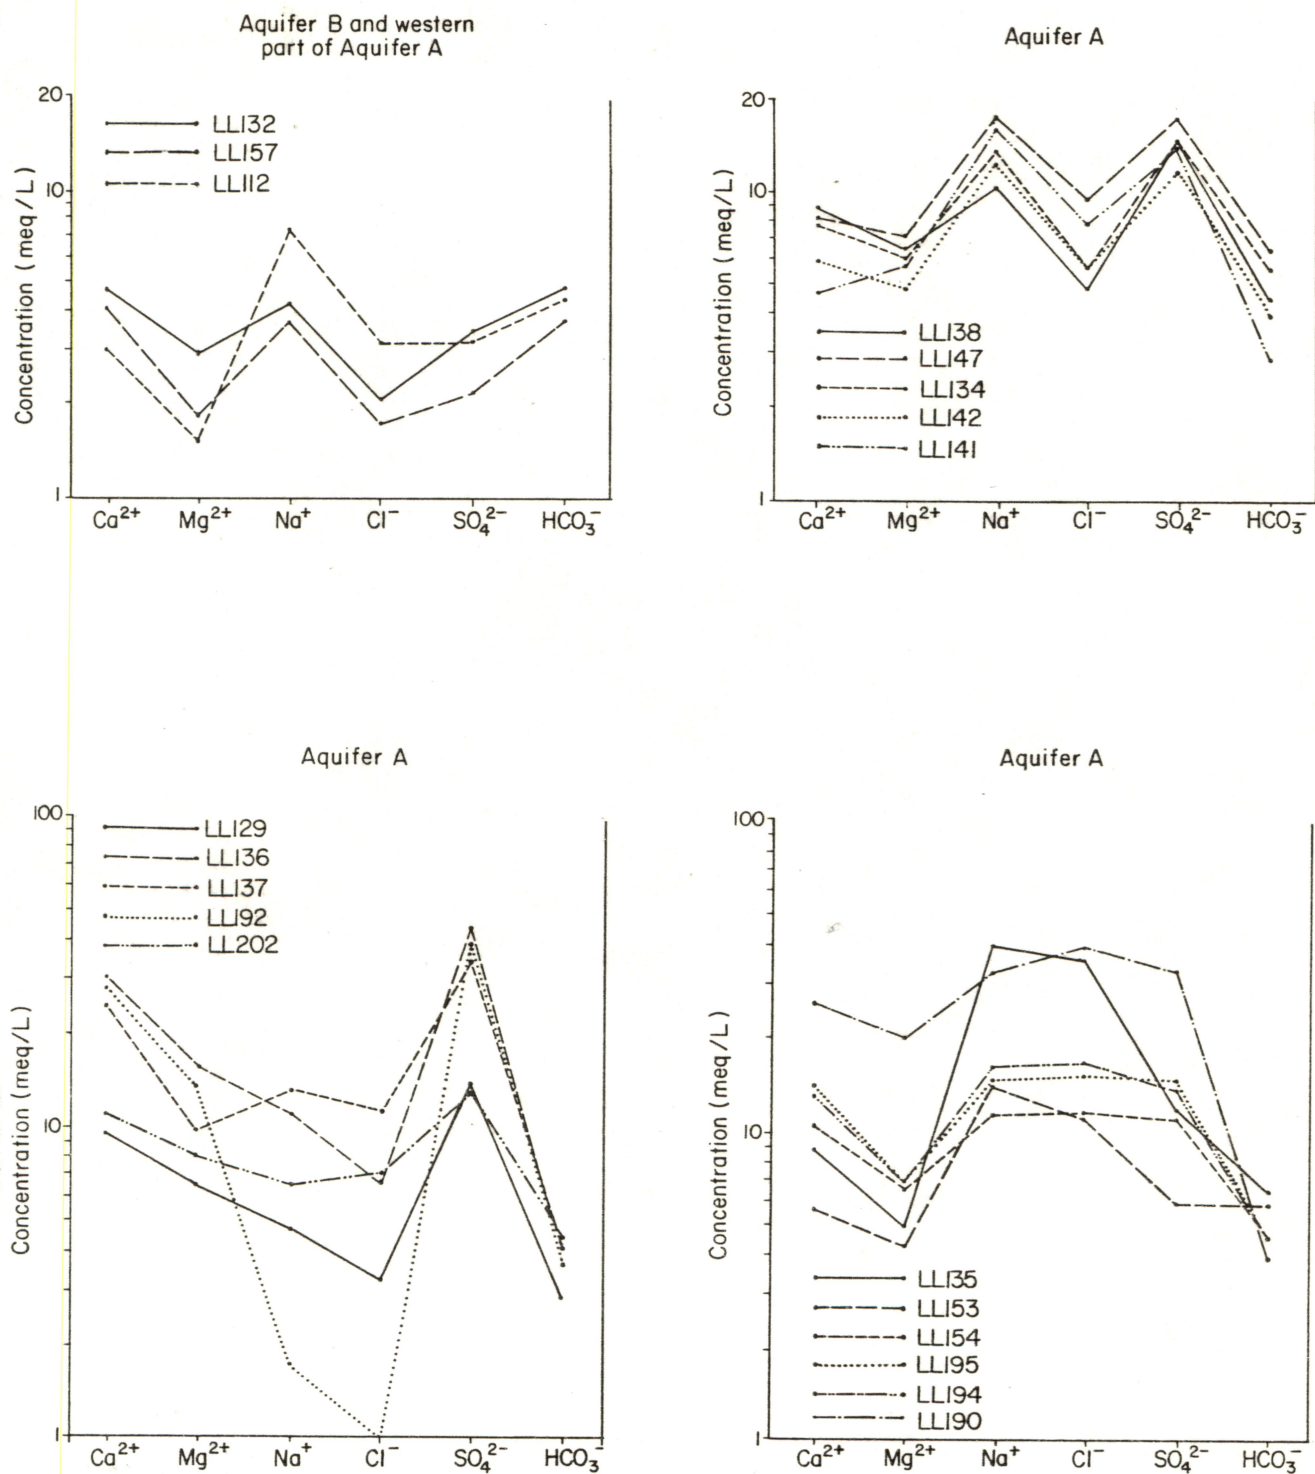 Aquifer B and western
part of Aquifer A
20
10
1
Concentration (meq/L)
LL132
LL157
LL112
Ca²⁺ Mg²⁺ Na⁺ Cl⁻ SO₄²⁻ HCO₃⁻
Aquifer A
20
10
1
Concentration (meq/L)
LL138
LL147
LL134
LL142
LL141
Ca²⁺ Mg²⁺ Na⁺ Cl⁻ SO₄²⁻ HCO₃⁻
Aquifer A
100
10
1
Concentration (meq/L)
LL129
LL136
LL137
LL192
LL202
Ca²⁺ Mg²⁺ Na⁺ Cl⁻ SO₄²⁻ HCO₃⁻
Aquifer A
100
10
1
Concentration (meq/L)
LL135
LL153
LL154
LL195
LL194
LL190
Ca²⁺ Mg²⁺ Na⁺ Cl⁻ SO₄²⁻ HCO₃⁻